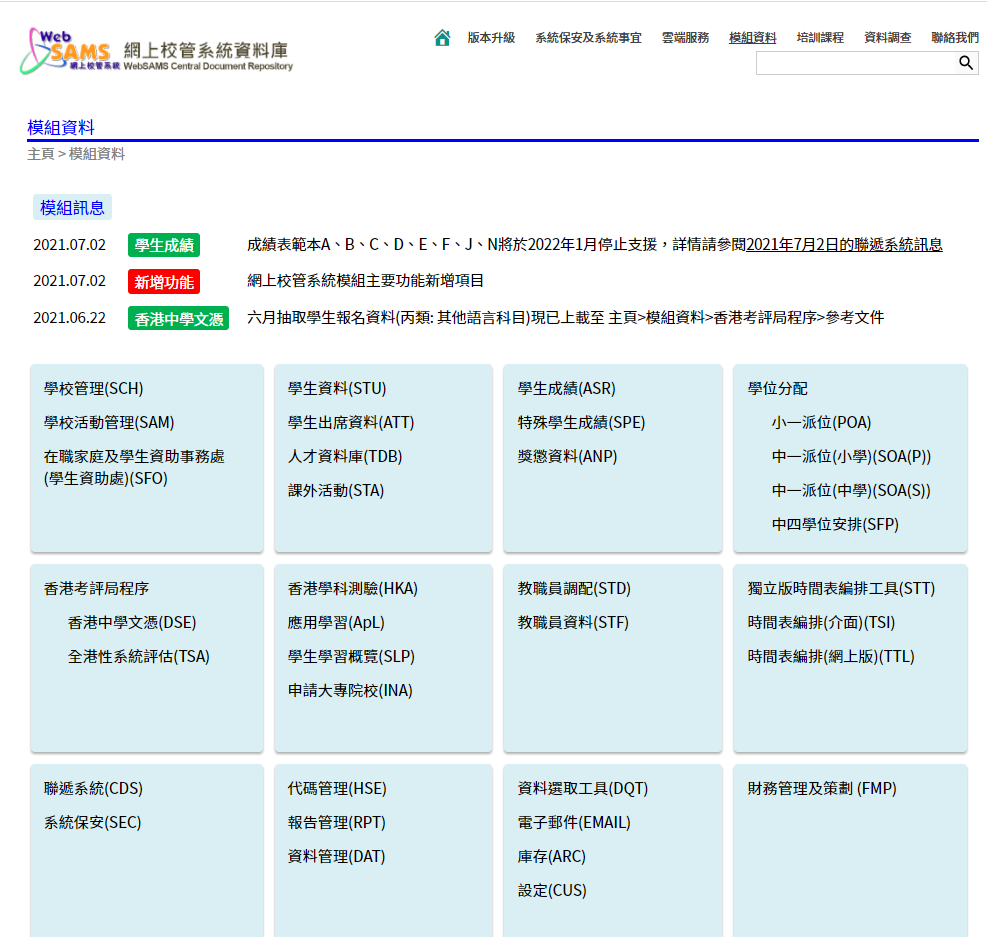 Web
SAMS
網上校管系統
網上校管系統資料庫
WebSAMS Central Document Repository
版本升級 系統保安及系統事宜 雲端服務 模組資料 培訓課程 資料調查 聯絡我們
模組資料
主頁 > 模組資料
模組訊息
2021.07.02 學生成績 成績表範本A、B、C、D、E、F、J、N將於2022年1月停止支援，詳情請參閱2021年7月2日的聯遞系統訊息
2021.07.02 新增功能 網上校管系統模組主要功能新增項目
2021.06.22 香港中學文憑 六月抽取學生報名資料(丙類: 其他語言科目)現已上載至 主頁>模組資料>香港考評局程序>參考文件
學校管理(SCH)
學校活動管理(SAM)
在職家庭及學生資助事務處
(學生資助處)(SFO)
學生資料(STU)
學生出席資料(ATT)
人才資料庫(TDB)
課外活動(STA)
學生成績(ASR)
特殊學生成績(SPE)
獎懲資料(ANP)
學位分配
小一派位(POA)
中一派位(小學)(SOA(P))
中一派位(中學)(SOA(S))
中四學位安排(SFP)
香港考評局程序
香港中學文憑(DSE)
全港性系統評估(TSA)
香港學科測驗(HKA)
應用學習(ApL)
學生學習概覽(SLP)
申請大專院校(INA)
教職員調配(STD)
教職員資料(STF)
獨立版時間表編排工具(STT)
時間表編排(介面)(TSI)
時間表編排(網上版)(TTL)
聯遞系統(CDS)
系統保安(SEC)
代碼管理(HSE)
報告管理(RPT)
資料管理(DAT)
資料選取工具(DQT)
電子郵件(EMAIL)
庫存(ARC)
設定(CUS)
財務管理及策劃 (FMP)